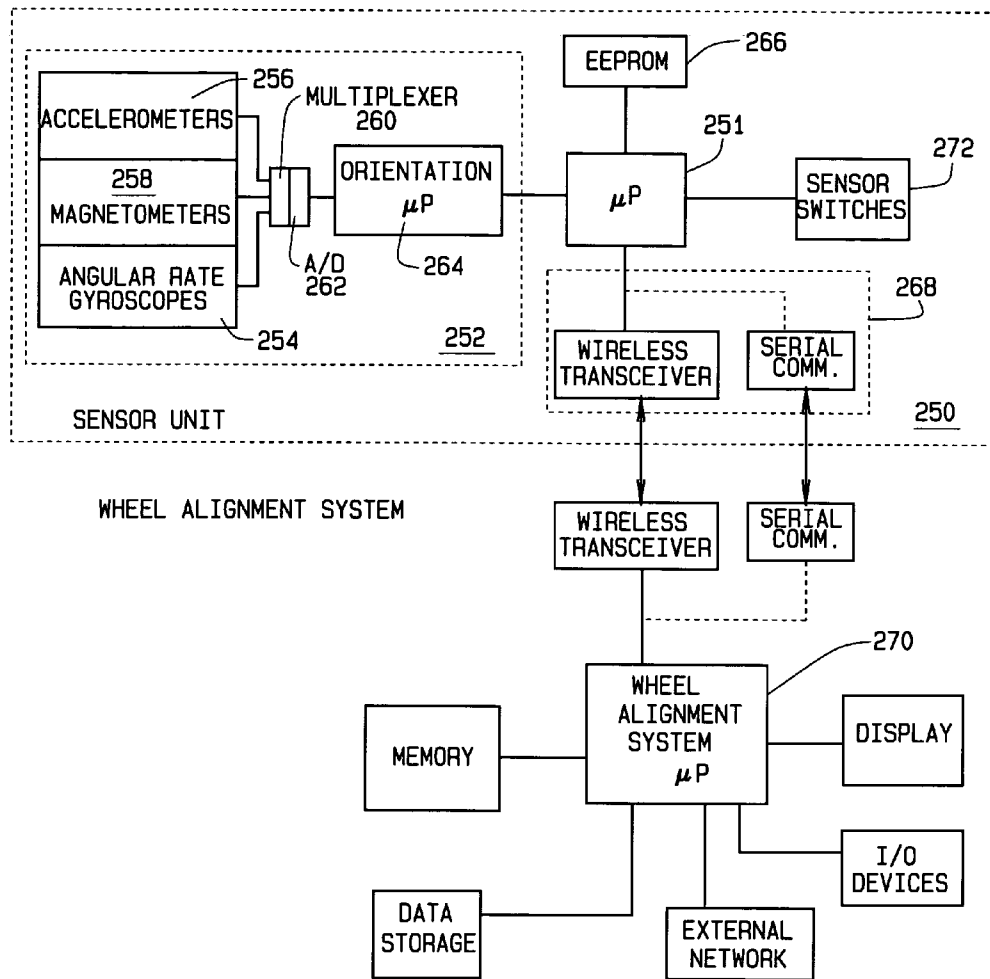 EEPROM
266
256
ACCELEROMETERS
MULTIPLEXER
260
251
272
258
MAGNETOMETERS
ORIENTATION
µP
264
µP
SENSOR
SWITCHES
ANGULAR RATE
GYROSCOPES
A/D
262
254
252
268
WIRELESS
TRANSCEIVER
SERIAL
COMM.
SENSOR UNIT
250
WHEEL ALIGNMENT SYSTEM
WIRELESS
TRANSCEIVER
SERIAL
COMM.
270
WHEEL
ALIGNMENT
SYSTEM
µP
MEMORY
DISPLAY
I/O
DEVICES
DATA
STORAGE
EXTERNAL
NETWORK